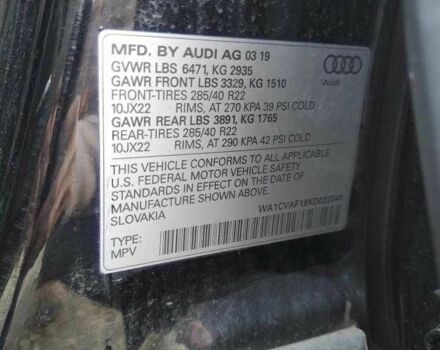 MFD. BY AUDI AG 03 19
GVWR LBS 6471, KG 2935
GAWR FRONT LBS 3329, KG 1510
FRONT-TIRES 285/40 R22
10JX22 RIMS, AT 270 KPA 39 PSI COLD
GAWR REAR LBS 3891, KG 1765
REAR-TIRES 285/40 R22
10JX22 RIMS, AT 290 KPA 42 PSI COLD
Audi
THIS VEHICLE CONFORMS TO ALL APPLICABLE
U.S. FEDERAL MOTOR VEHICLE SAFETY
STANDARDS IN EFFECT ON THE DATE OF
MANUFACTURE SHOWN ABOVE.
SLOVAKIA
TYPE:
MPV